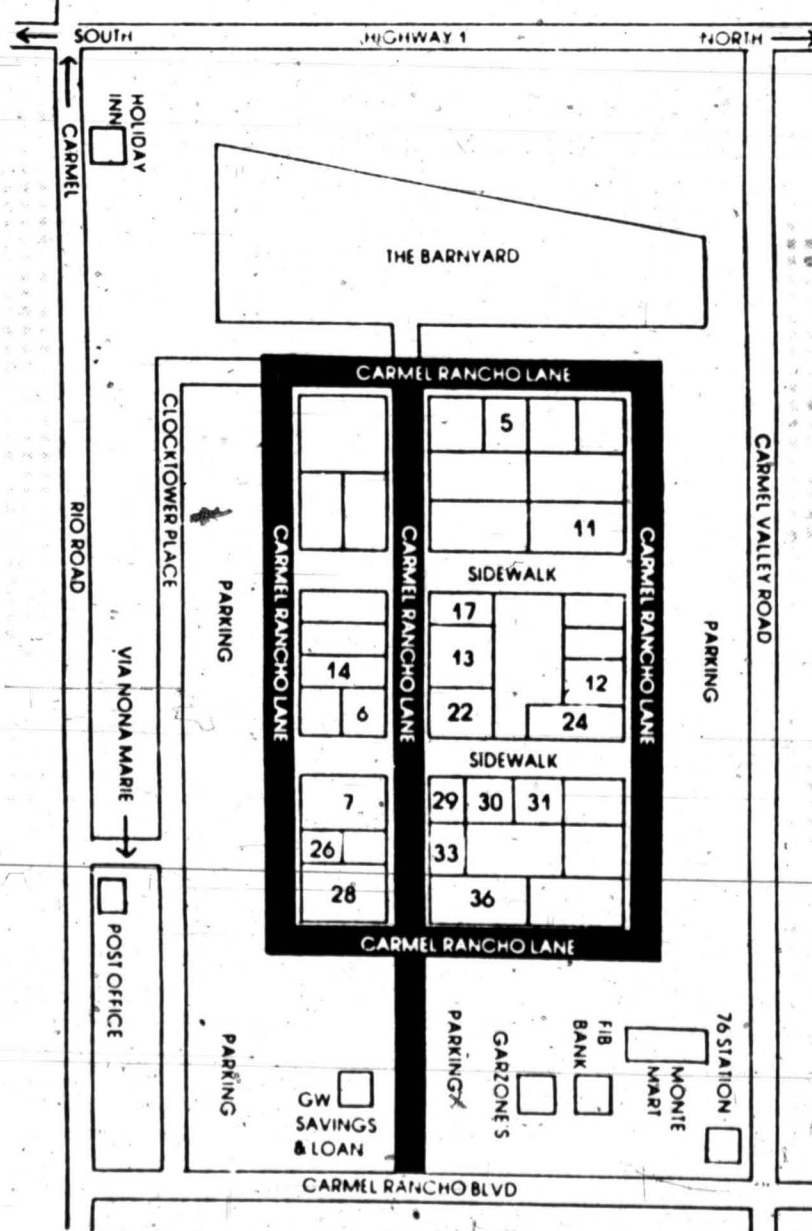 SOUTH
HIGHWAY 1
NORTH
CARMEL
HOLIDAY
INN
THE BARNYARD
CARMEL RANCHO LANE
5
11
CLOCKTOWER PLACE
RIO ROAD
PARKING
CARMEL RANCHO LANE
CARMEL RANCHO LANE
CARMEL RANCHO LANE
CARMEL VALLEY ROAD
PARKING
SIDEWALK
17
13
14
12
6
22
24
VIA NONA MARIE
SIDEWALK
7
29
30
31
26
33
28
36
CARMEL RANCHO LANE
POST OFFICE
PARKING
GW
SAVINGS
& LOAN
PARKING
GARZONE'S
FIB
BANK
MONTE
MART
76 STATION
CARMEL RANCHO BLVD